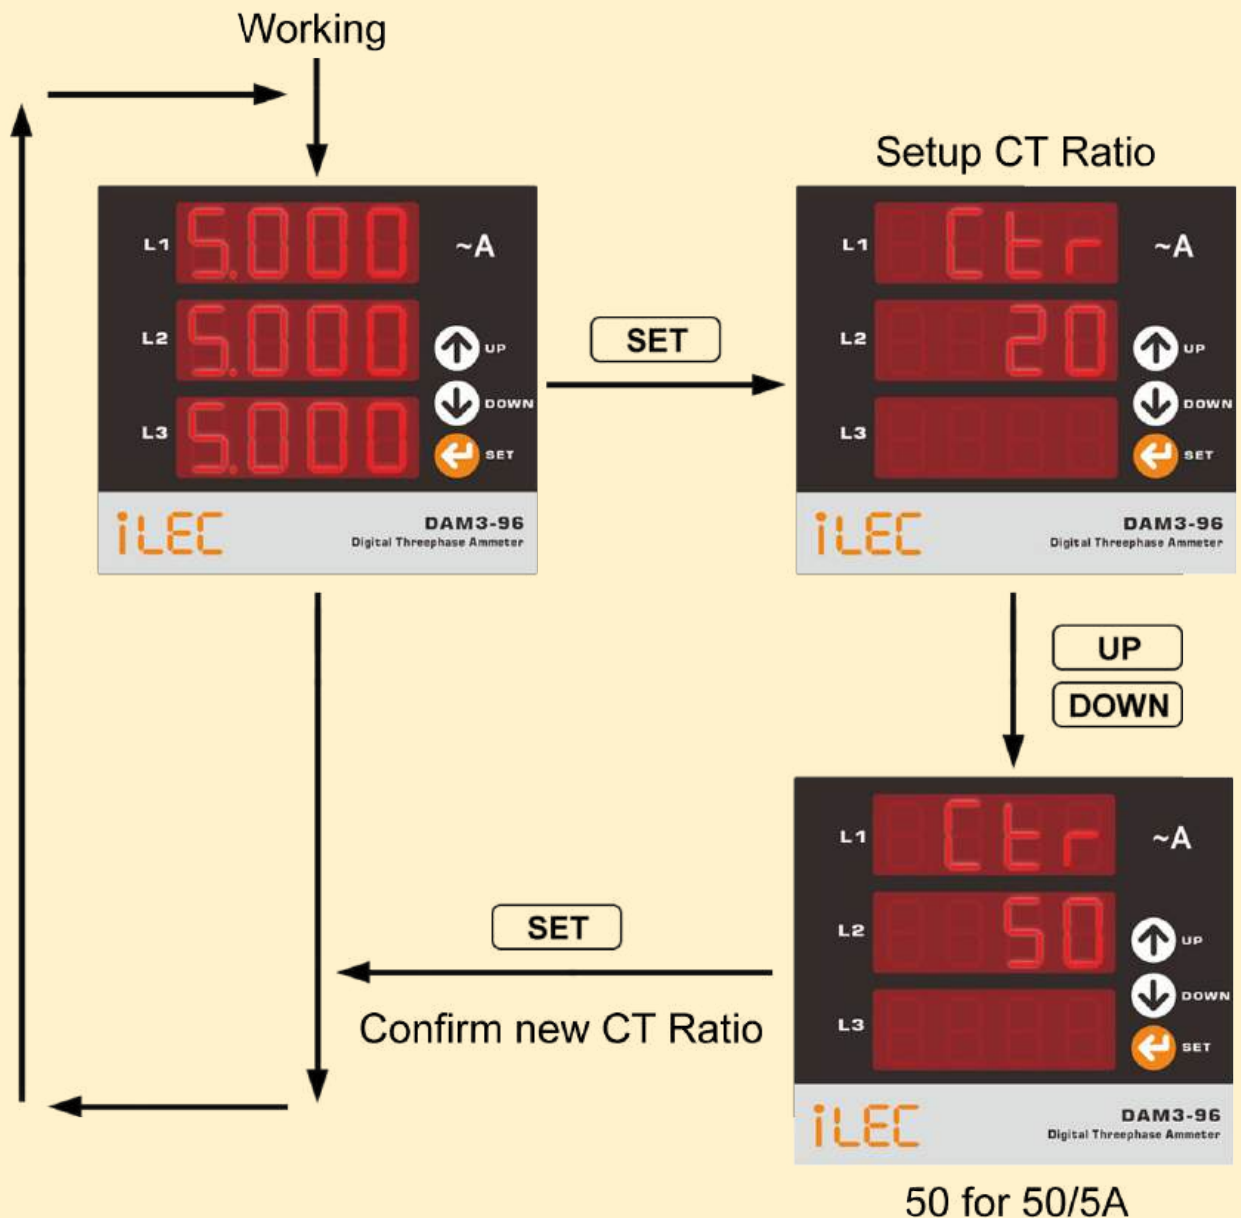 Working
L1 5.000 ~A
L2 5.000 UP
DOWN
L3 5.000 SET
iLEC DAM3-96
Digital Threephase Ammeter
SET
Setup CT Ratio
L1 Ctr ~A
L2 20 UP
DOWN
L3 SET
iLEC DAM3-96
Digital Threephase Ammeter
UP
DOWN
L1 Ctr ~A
L2 50 UP
DOWN
L3 SET
iLEC DAM3-96
Digital Threephase Ammeter
50 for 50/5A
SET
Confirm new CT Ratio